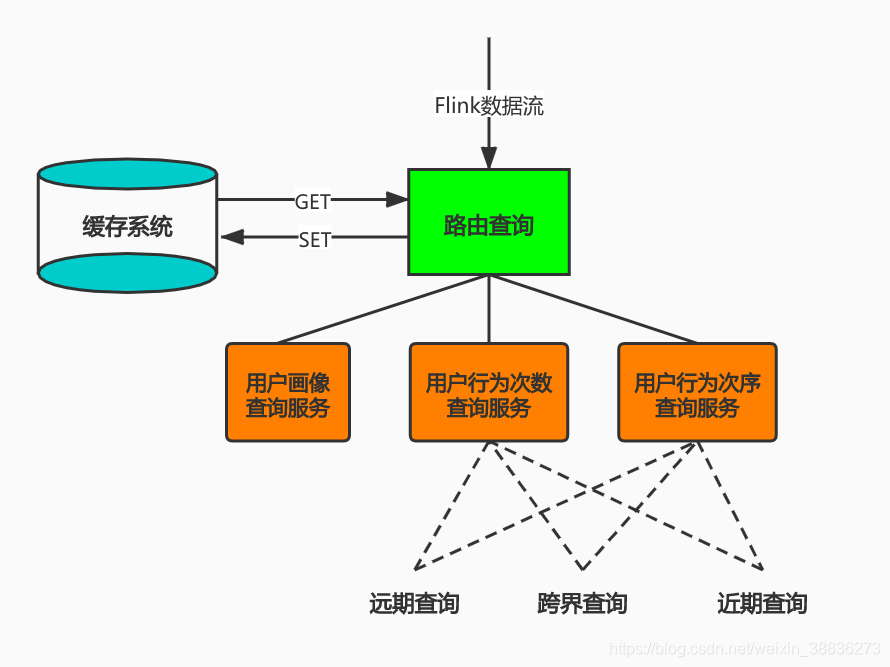 Flink数据流
GET
缓存系统
路由查询
SET
用户画像
查询服务
用户行为次数
查询服务
用户行为次序
查询服务
远期查询
跨界查询
近期查询
https://blog.csdn.net/weixin_38836273